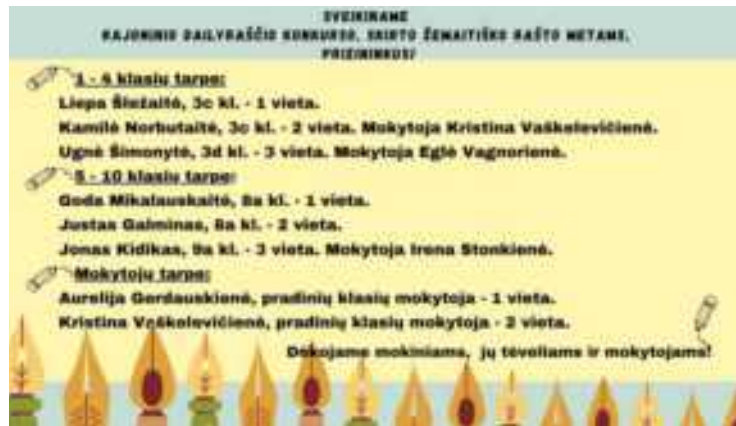 SVEIKINAME
RAJONINIO DAILYRAŠČIO KONKURSO, SKIRTO ŽEMAITIŠKO RAŠTO METAMS,
PRIZININKUS!
1 - 4 klasių tarpe:
Liepa 3c kl. - 1 vieta.
Kamilė Norbutaitė, 3c kl. - 2 vieta. Mokytoja Kristina Vaškelevičienė.
Ugnė Šimonytė, 3d kl. - 3 vieta. Mokytoja Eglė Vagnorienė.
5 - 10 klasių tarpe:
Goda Mikalauskaitė, 8a kl. - 1 vieta.
Justas Galminas, 8a kl. - 2 vieta.
Jonas Kidikas, 9a kl. - 3 vieta. Mokytoja Irena Stonkienė.
Mokytojų tarpe:
Aurelija Gerdauskienė, pradinių klasių mokytoja - 1 vieta.
Kristina Vaškelevičienė, pradinių klasių mokytoja - 2 vieta.
Dėkojame mokiniams, jų tėveliams ir mokytojams!